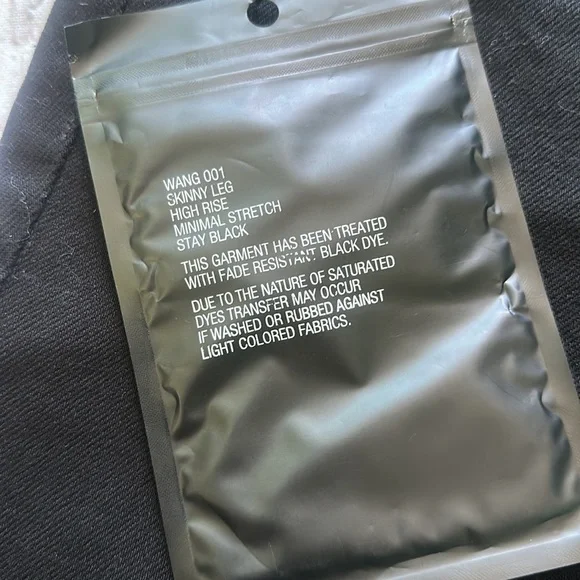 WANG 001
SKINNY LEG
HIGH RISE
MINIMAL STRETCH
STAY BLACK
THIS GARMENT HAS BEEN TREATED
WITH FADE RESISTANT BLACK DYE.
DUE TO THE NATURE OF SATURATED
DYES TRANSFER MAY OCCUR
IF WASHED OR RUBBED AGAINST
LIGHT COLORED FABRICS.